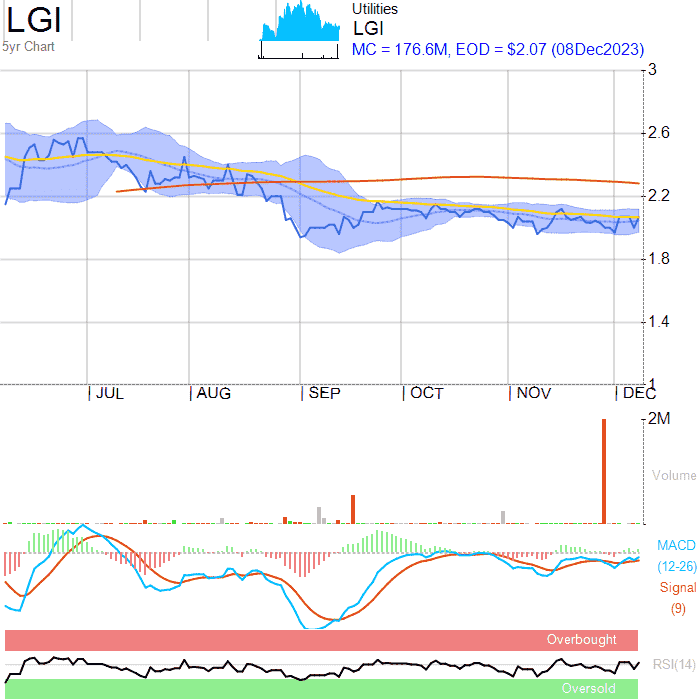 LGI
5yr Chart
Utilities
LGI
MC = 176.6M, EOD = $2.07 (08Dec2023)
3
2.6
2.2
1.8
1.4
1
JUL AUG SEP OCT NOV DEC
2M
Volume
MACD
(12-26)
Signal
(9)
Overbought
RSI(14)
Oversold